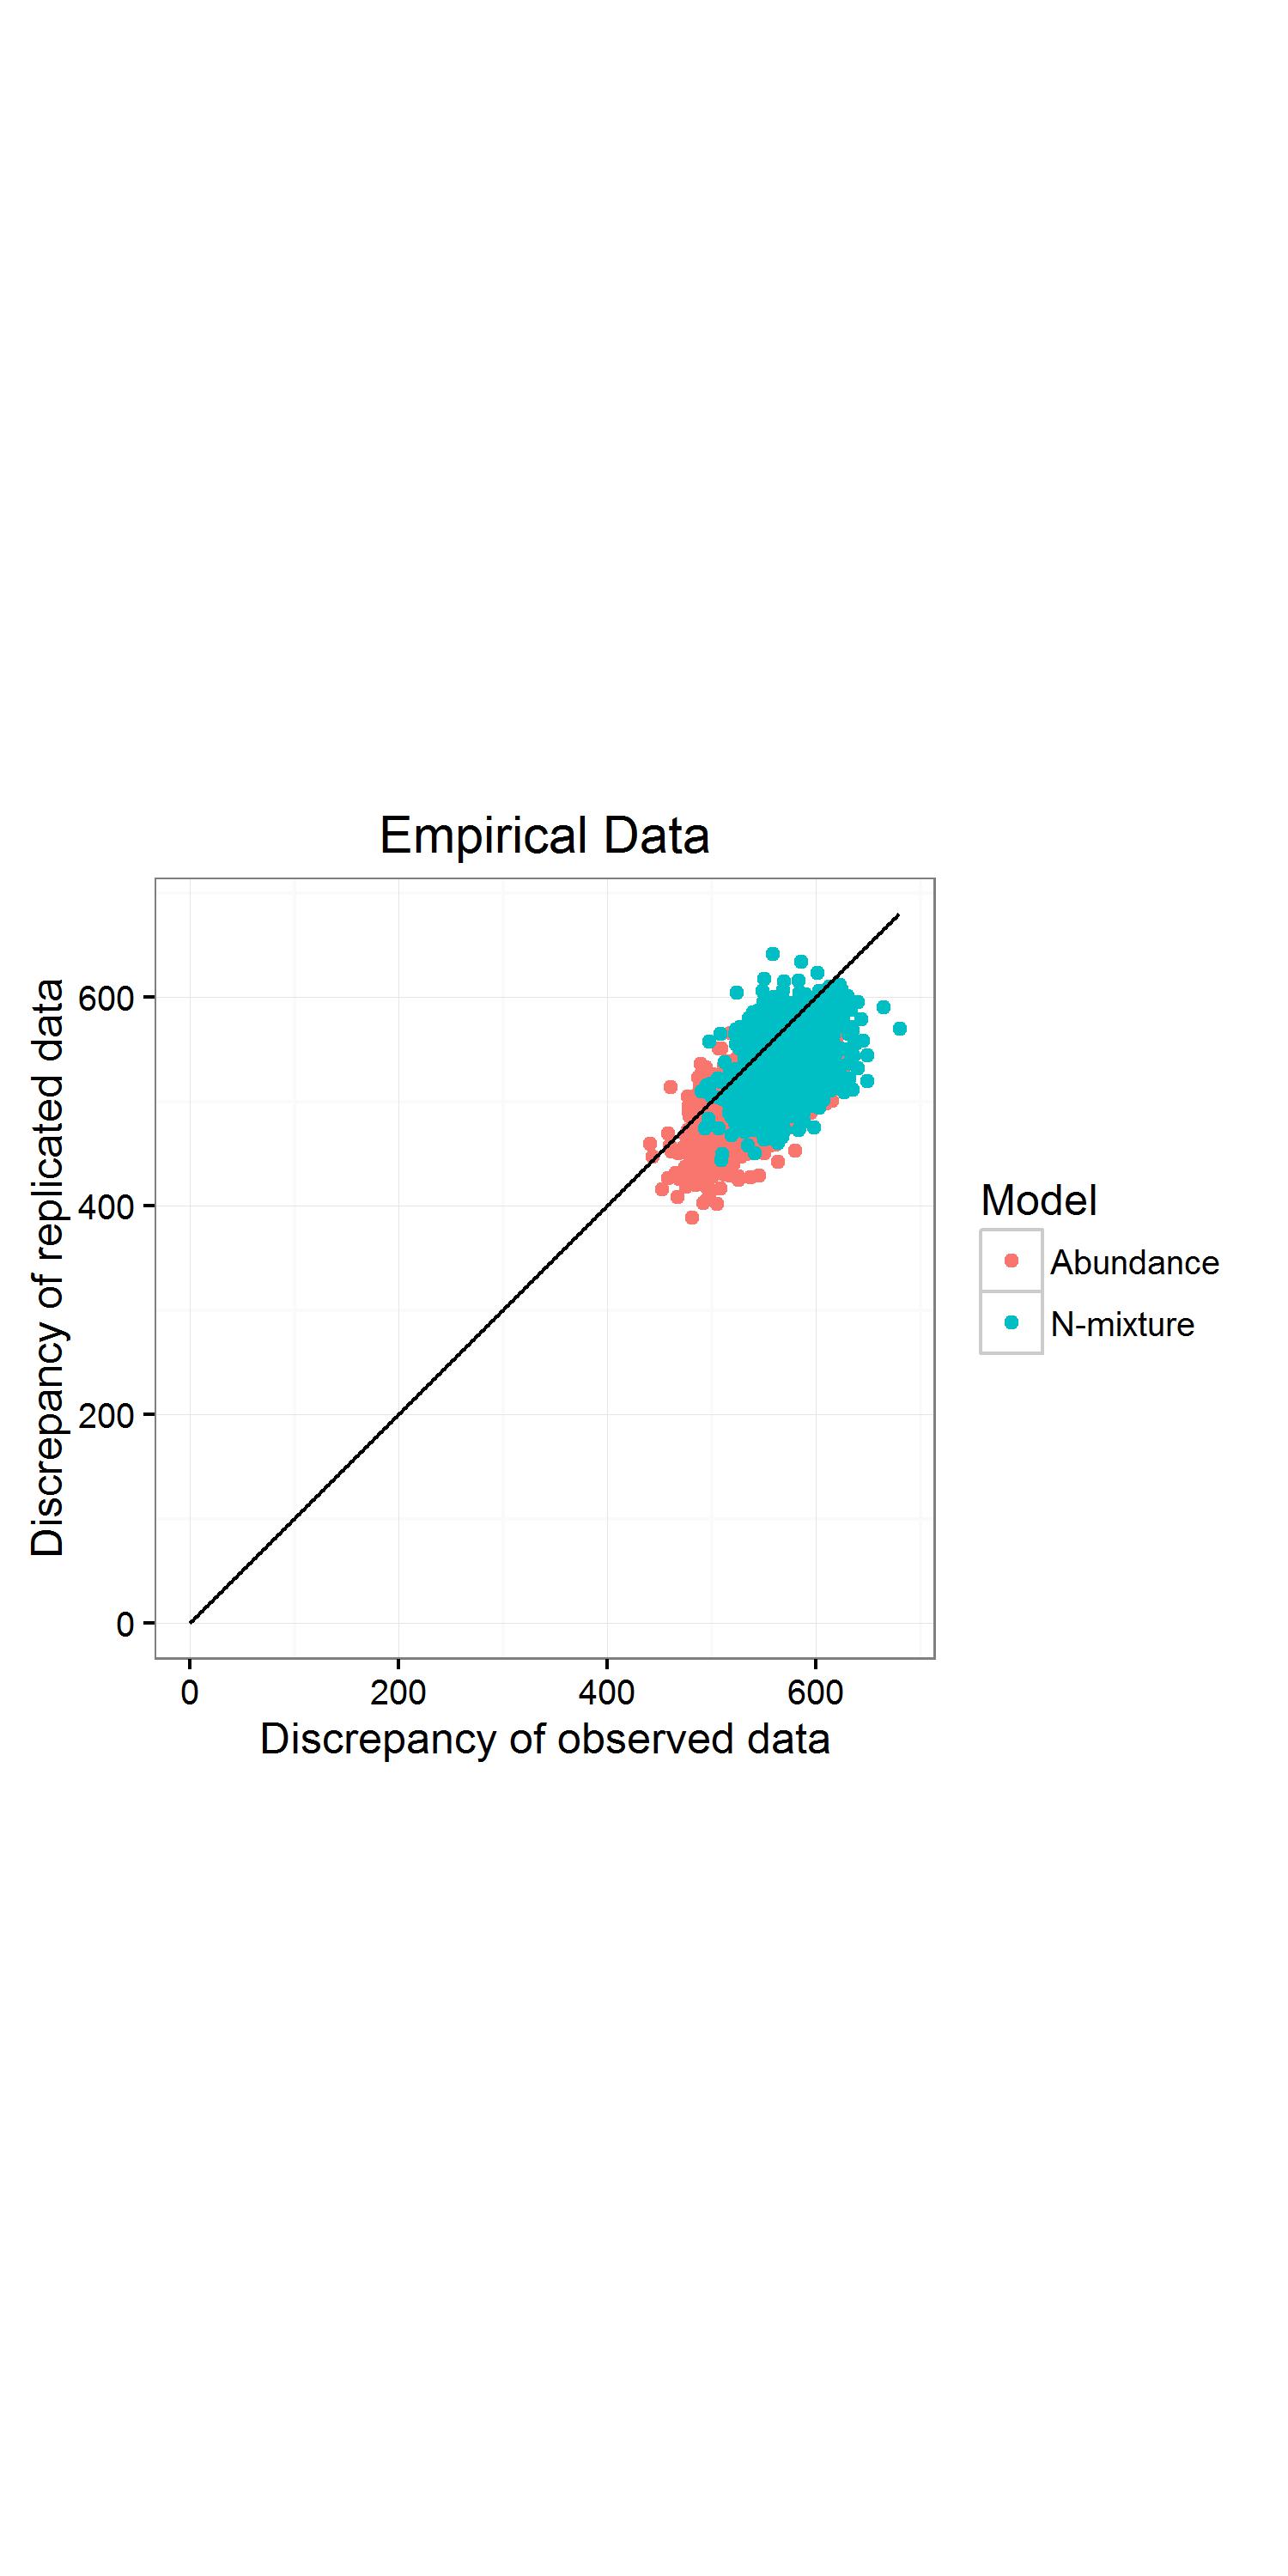 Empirical Data
Discrepancy of replicated data
600
400
200
0
0 200 400 600
Discrepancy of observed data
Model
Abundance
N-mixture